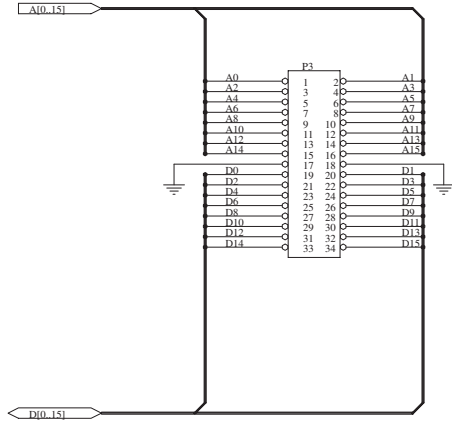 A[0..15]
P3
A0 1 2 A1
A2 3 4 A3
A4 5 6 A5
A6 7 8 A7
A8 9 10 A9
A10 11 12 A11
A12 13 14 A13
A14 15 16 A15
17 18
D0 19 20 D1
D2 21 22 D3
D4 23 24 D5
D6 25 26 D7
D8 27 28 D9
D10 29 30 D11
D12 31 32 D13
D14 33 34 D15
D[0..15]